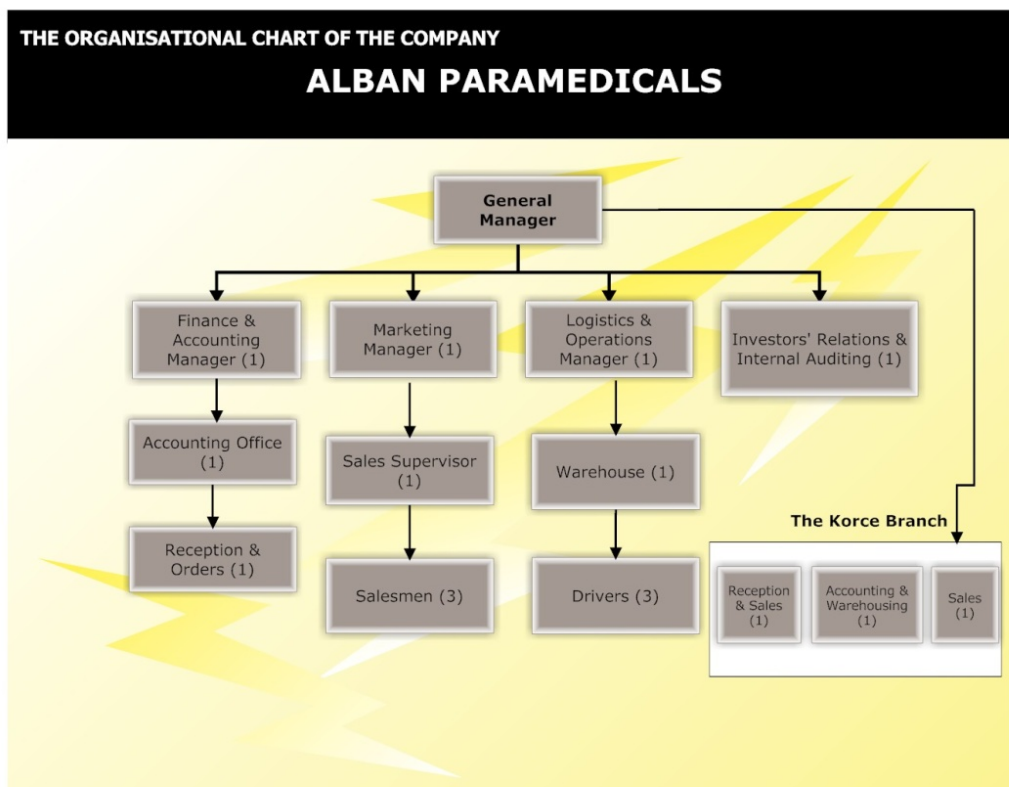 THE ORGANISATIONAL CHART OF THE COMPANY
ALBAN PARAMEDICALS
General
Manager
Finance &
Accounting
Manager (1)
Marketing
Manager (1)
Logistics &
Operations
Manager (1)
Investors' Relations &
Internal Auditing (1)
Accounting Office
(1)
Sales Supervisor
(1)
Warehouse (1)
Reception &
Orders (1)
Salesmen (3)
Drivers (3)
The Korce Branch
Reception
& Sales
(1)
Accounting &
Warehousing
(1)
Sales
(1)